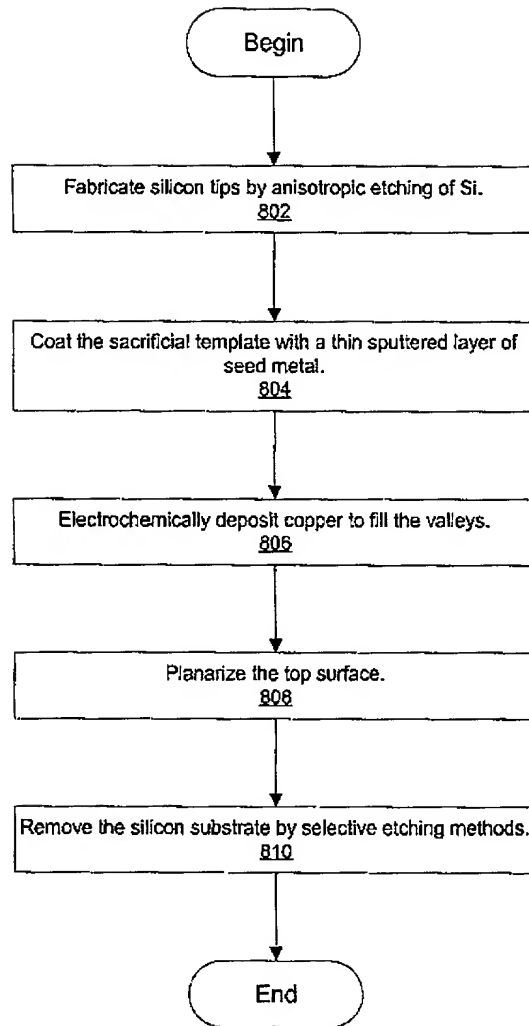 Begin
Fabricate silicon tips by anisotropic etching of Si.
802
Coat the sacrificial template with a thin sputtered layer of
seed metal.
804
Electrochemically deposit copper to fill the valleys.
806
Planarize the top surface.
808
Remove the silicon substrate by selective etching methods.
810
End